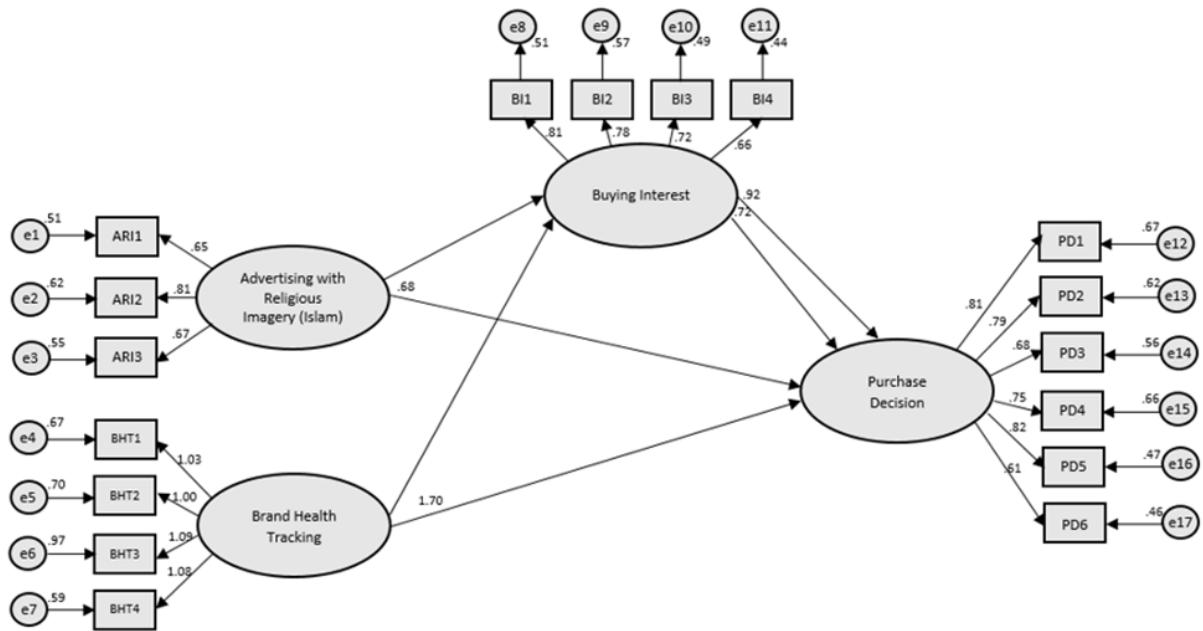 e8
e9
e10
e11
.51
.57
.49
.44
BI1
BI2
BI3
BI4
.81
.78
.72
.66
Buying Interest
.92
.72
e1
.51
ARI1
.65
e2
.62
ARI2
.81
e3
.55
ARI3
.67
Advertising with
Religious
Imagery (Islam)
.68
e4
.67
BHT1
1.03
e5
.70
BHT2
1.00
e6
.97
BHT3
1.09
e7
.59
BHT4
1.08
Brand Health
Tracking
1.70
Purchase
Decision
.81
PD1
.67
e12
.79
PD2
.62
e13
.68
PD3
.56
e14
.75
PD4
.66
e15
.82
PD5
.47
e16
.61
PD6
.46
e17